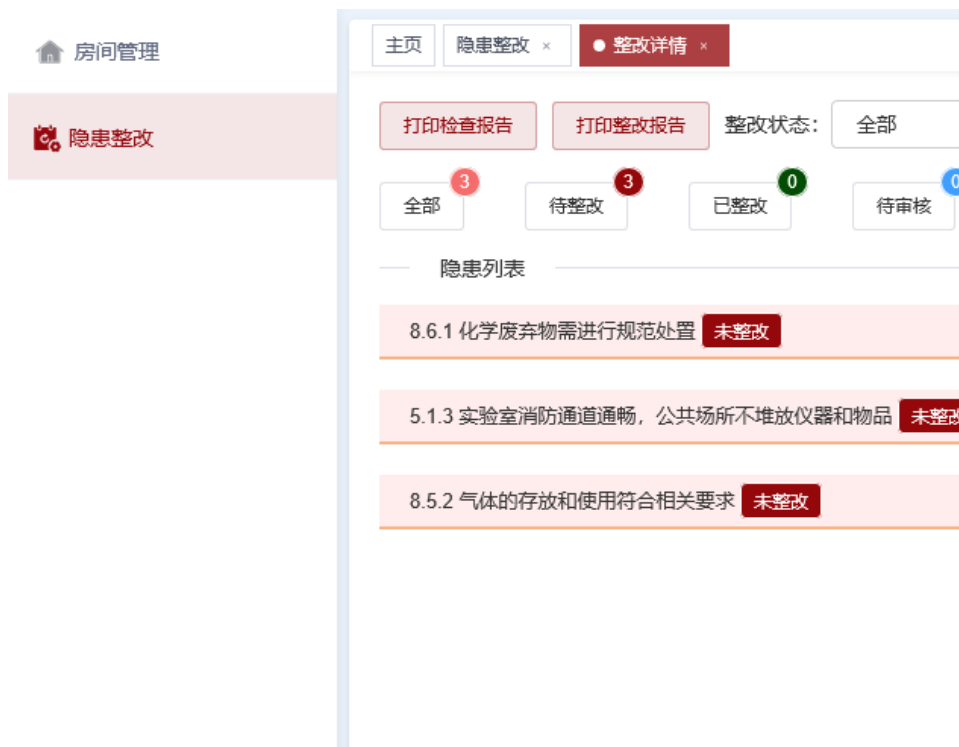 房间管理
隐患整改
主页 隐患整改 × 整改详情 ×
打印检查报告 打印整改报告 整改状态： 全部
全部 3 待整改 3 已整改 0 待审核 0
隐患列表
8.6.1 化学废弃物需进行规范处置 未整改
5.1.3 实验室消防通道通畅，公共场所不堆放仪器和物品 未整改
8.5.2 气体的存放和使用符合相关要求 未整改